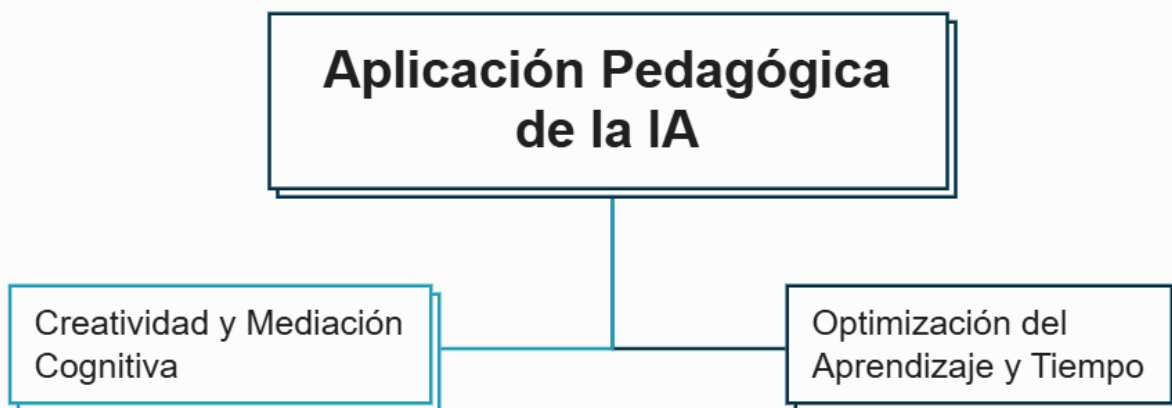 Aplicación Pedagógica
de la IA
Creatividad y Mediación
Cognitiva
Optimización del
Aprendizaje y Tiempo